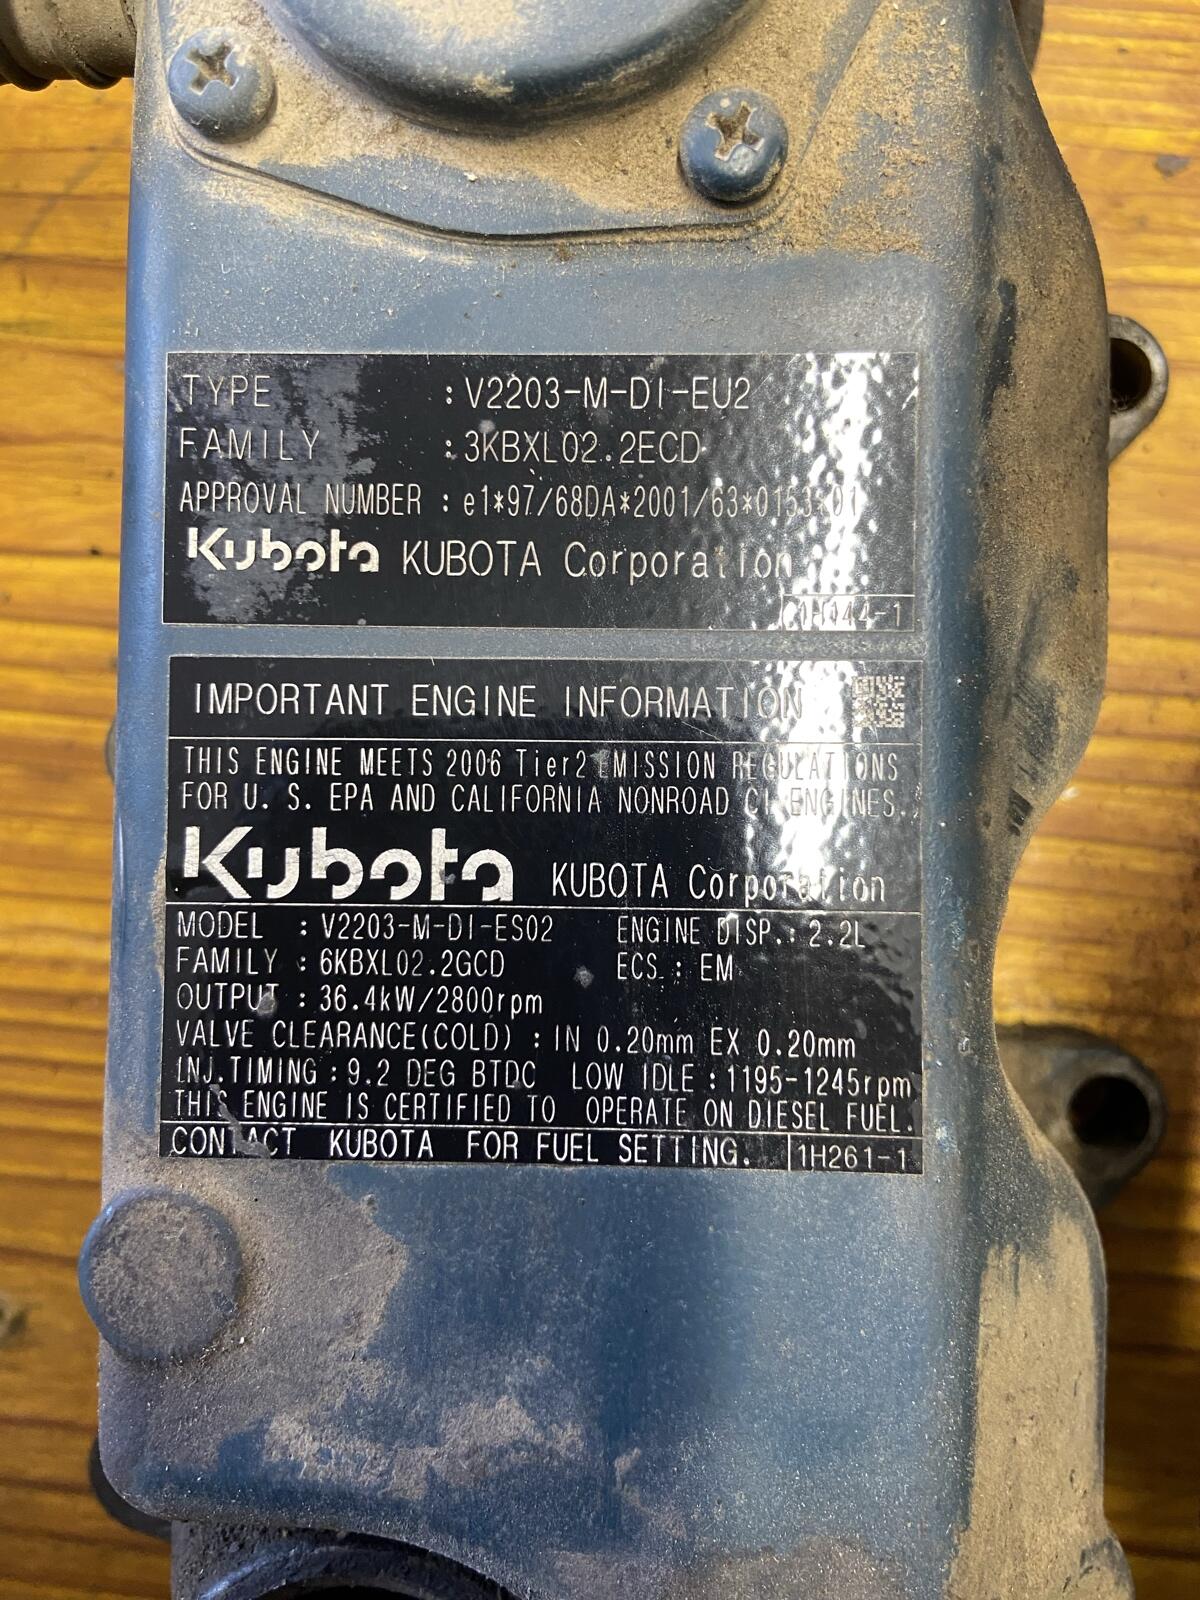 TYPE : V2203-M-DI-EU2
FAMILY : 3KBXL02.2ECD
APPROVAL NUMBER : e1*97/68DA*2001/63*0153*01
Kubota KUBOTA Corporation
1H144-1
IMPORTANT ENGINE INFORMATION
THIS ENGINE MEETS 2006 Tier2 EMISSION REGULATIONS
FOR U. S. EPA AND CALIFORNIA NONROAD CI ENGINES.
Kubota KUBOTA Corporation
MODEL : V2203-M-DI-ES02 ENGINE DISP.: 2.2L
FAMILY : 6KBXL02.2GCD ECS : EM
OUTPUT : 36.4kW/2800rpm
VALVE CLEARANCE(COLD) : IN 0.20mm EX 0.20mm
INJ.TIMING : 9.2 DEG BTDC LOW IDLE : 1195-1245rpm
THIS ENGINE IS CERTIFIED TO OPERATE ON DIESEL FUEL.
CONTACT KUBOTA FOR FUEL SETTING. 1H261-1